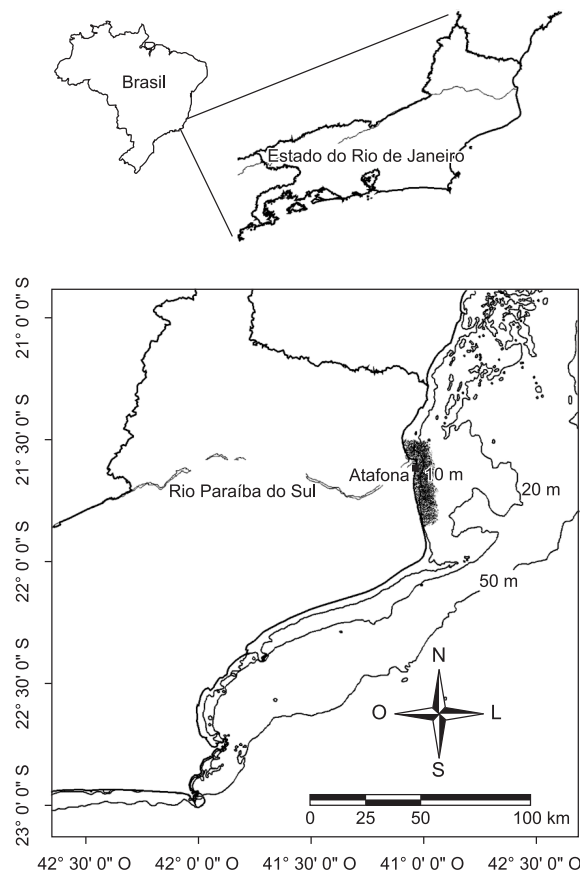 Brasil
Estado do Rio de Janeiro
21° 0' 0" S
21° 30' 0" S
Atafona
10 m
Rio Paraíba do Sul
20 m
22° 0' 0" S
50 m
22° 30' 0" S
N
O
L
S
23° 0' 0" S
0 25 50 100 km
42° 30' 0" O 42° 0' 0" O 41° 30' 0" O 41° 0' 0" O 40° 30' 0" O